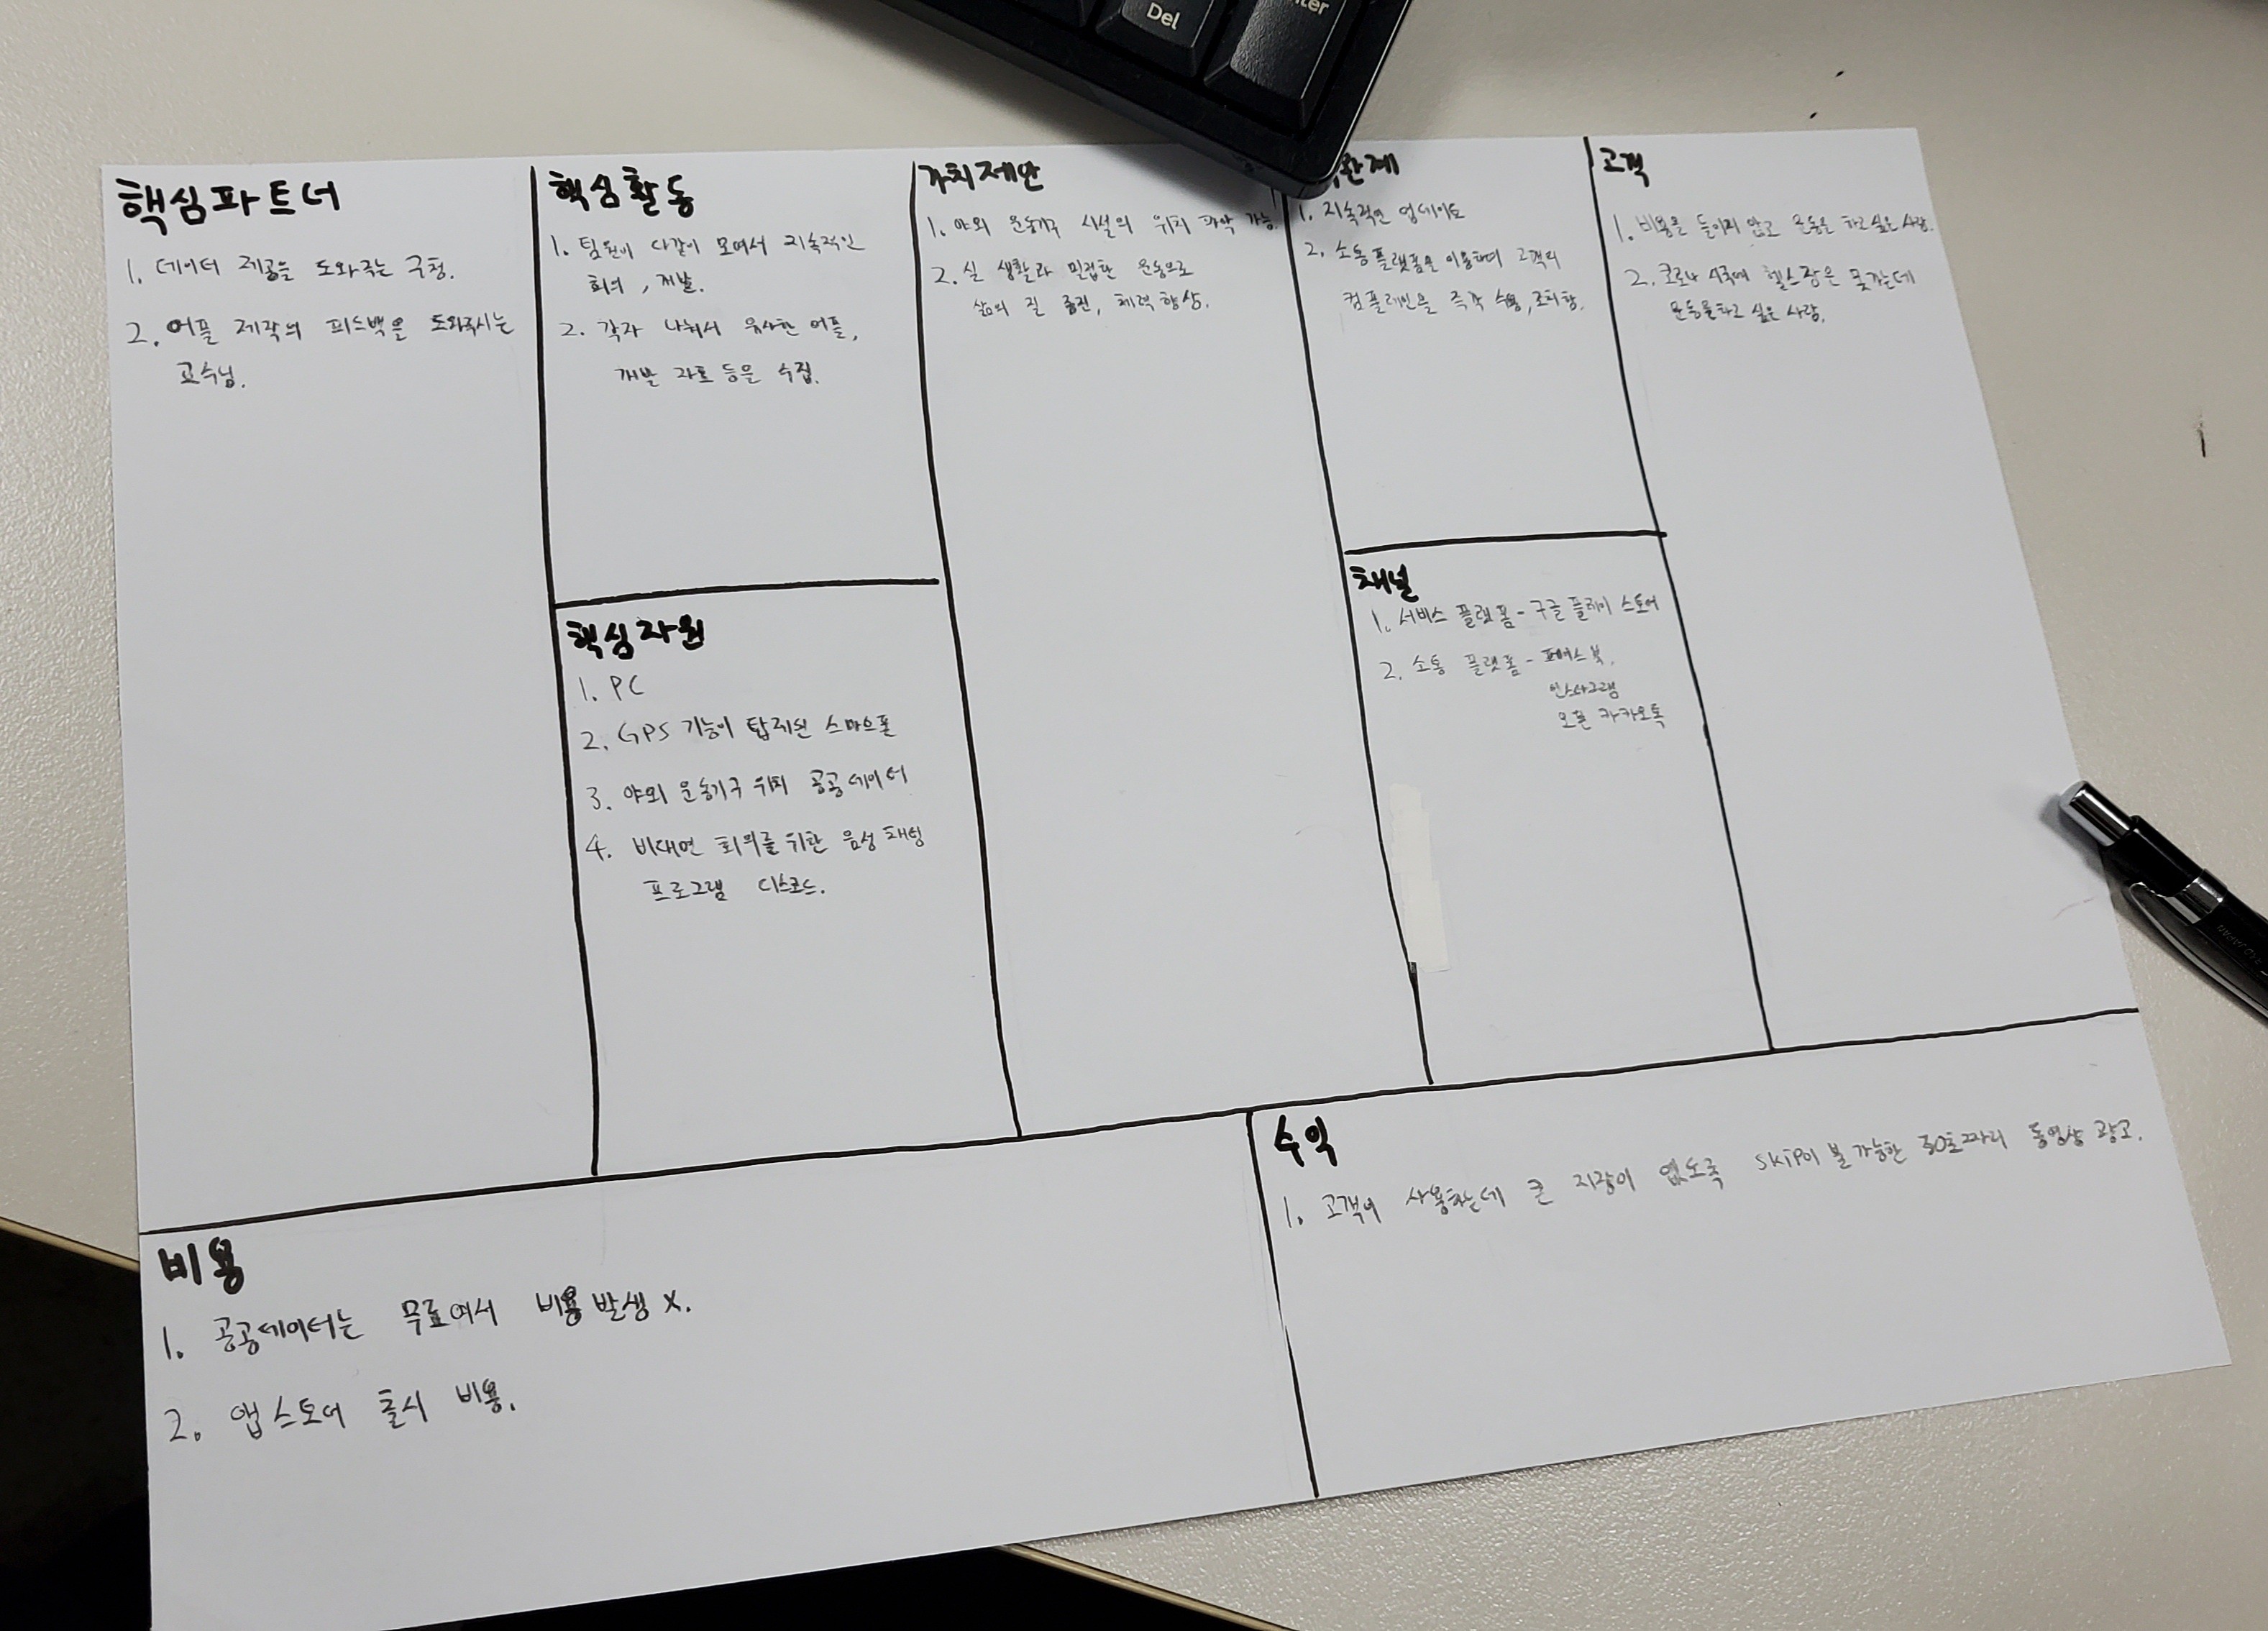 Del
핵심파트너
1. 데이터 제공을 도와주는 구청.
2. 어플 제작의 피드백을 도와주시는
교수님.
핵심활동
1. 팀원이 다같이 모여서 지속적인
회의, 개발.
2. 각자 나눠서 유사한 어플,
개발 자료 등을 수집.
핵심자원
1. PC
2. GPS 기능이 탑재된 스마트폰
3. 야외 운동기구 위치 공공데이터
4. 비대면 회의를 위한 음성 채팅
프로그램 디스코드.
가치제안
1. 야외 운동기구 시설의 위치 파악 가능.
2. 실 생활과 밀접한 운동으로
삶의 질 증진, 체력 향상.
관계
1. 지속적인 업데이트
2. 소통플랫폼을 이용하여 고객의
컴플레인을 즉각 수용, 조치함.
채널
1. 서비스 플랫폼 - 구글 플레이 스토어
2. 소통 플랫폼 - 페이스북,
인스타그램
오픈 카카오톡
고객
1. 비용을 들이지 않고 운동을 하고싶은 사람.
2. 코로나 시국에 헬스장은 못가는데
운동을하고 싶은 사람.
비용
1. 공공데이터는 무료여서 비용발생 X.
2. 앱스토어 출시 비용.
수익
1. 고객이 사용하는데 큰 지장이 없도록 skip이 불가능한 30초짜리 동영상 광고.